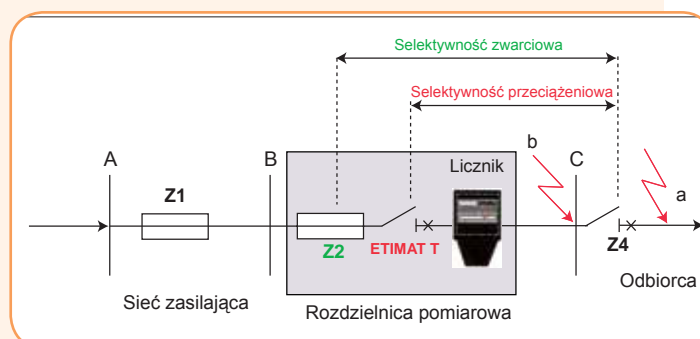 Selektywność zwarciowa
Selektywność przeciążeniowa
A
B
b
C
a
Z1
Licznik
Z2
ETIMAT T
Z4
Sieć zasilająca
Rozdzielnica pomiarowa
Odbiorca